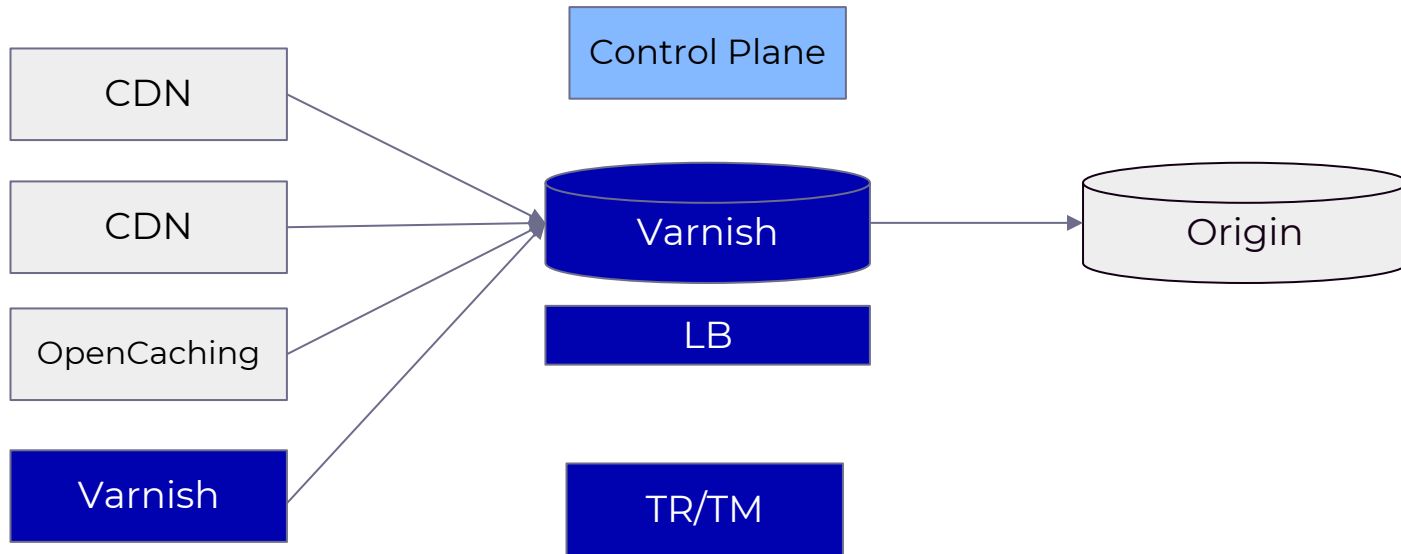 Control Plane
CDN
CDN
OpenCaching
Varnish
Varnish
LB
TR/TM
Origin